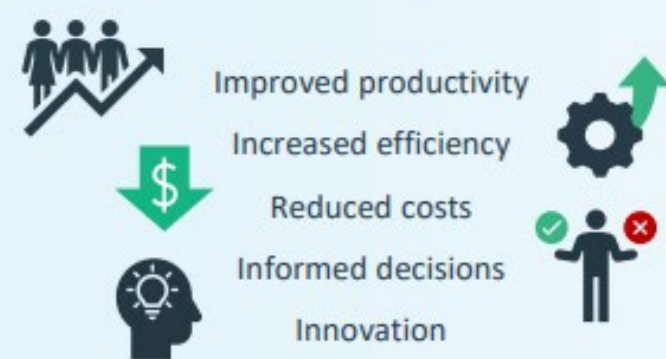 Improved productivity
Increased efficiency
$
Reduced costs
Informed decisions
Innovation